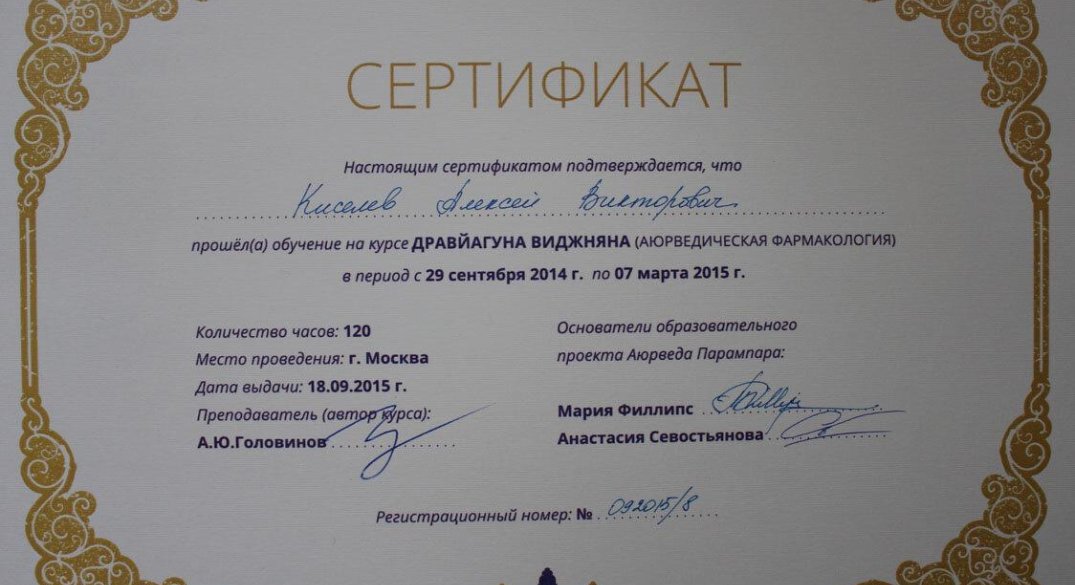 СЕРТИФИКАТ
Настоящим сертификатом подтверждается, что
Киселев Алексей Викторович
прошёл(а) обучение на курсе ДРАВЙАГУНА ВИДЖНЯНА (АЮРВЕДИЧЕСКАЯ ФАРМАКОЛОГИЯ)
в период с 29 сентября 2014 г. по 07 марта 2015 г.
Количество часов: 120
Место проведения: г. Москва
Дата выдачи: 18.09.2015 г.
Преподаватель (автор курса):
А.Ю.Головинов
Основатели образовательного
проекта Аюрведа Парампара:
Мария Филлипс
Анастасия Севостьянова
Регистрационный номер: № 092015/8